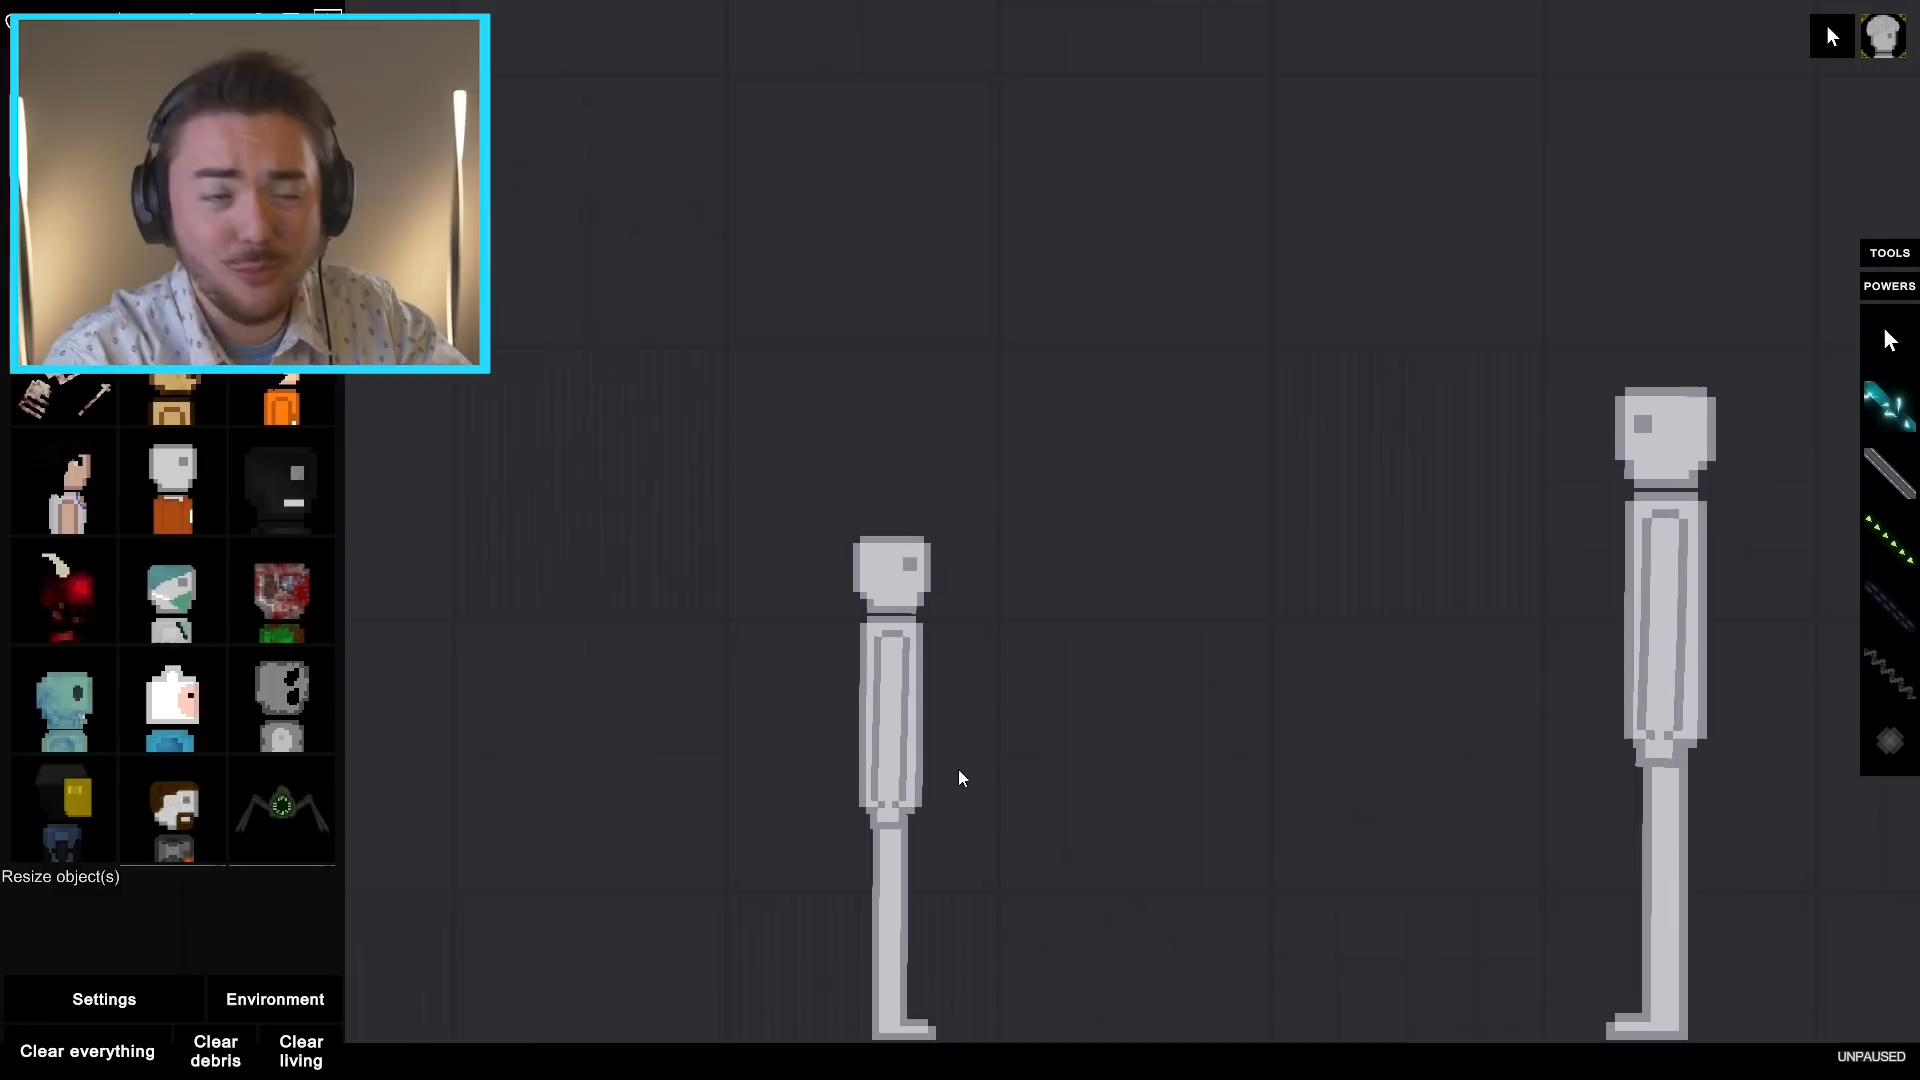 TOOLS
POWERS
Resize object(s)
Settings
Environment
Clear everything
Clear
debris
Clear
living
UNPAUSED